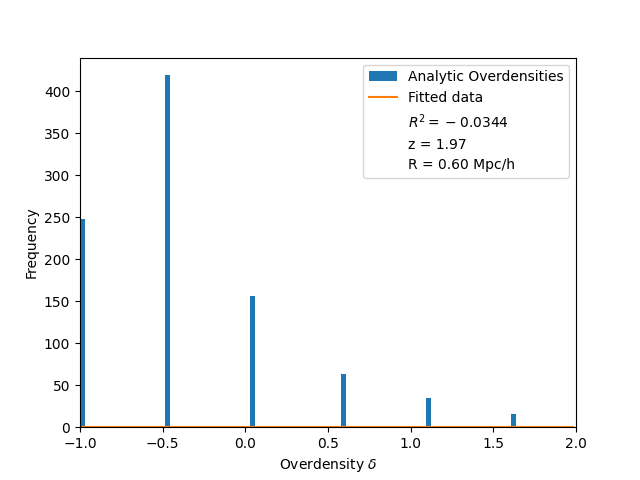 Analytic Overdensities
Fitted data
R² = − 0.0344
z = 1.97
R = 0.60 Mpc/h
400
350
300
250
200
150
100
50
0
Frequency
−1.0 −0.5 0.0 0.5 1.0 1.5 2.0
Overdensity δ